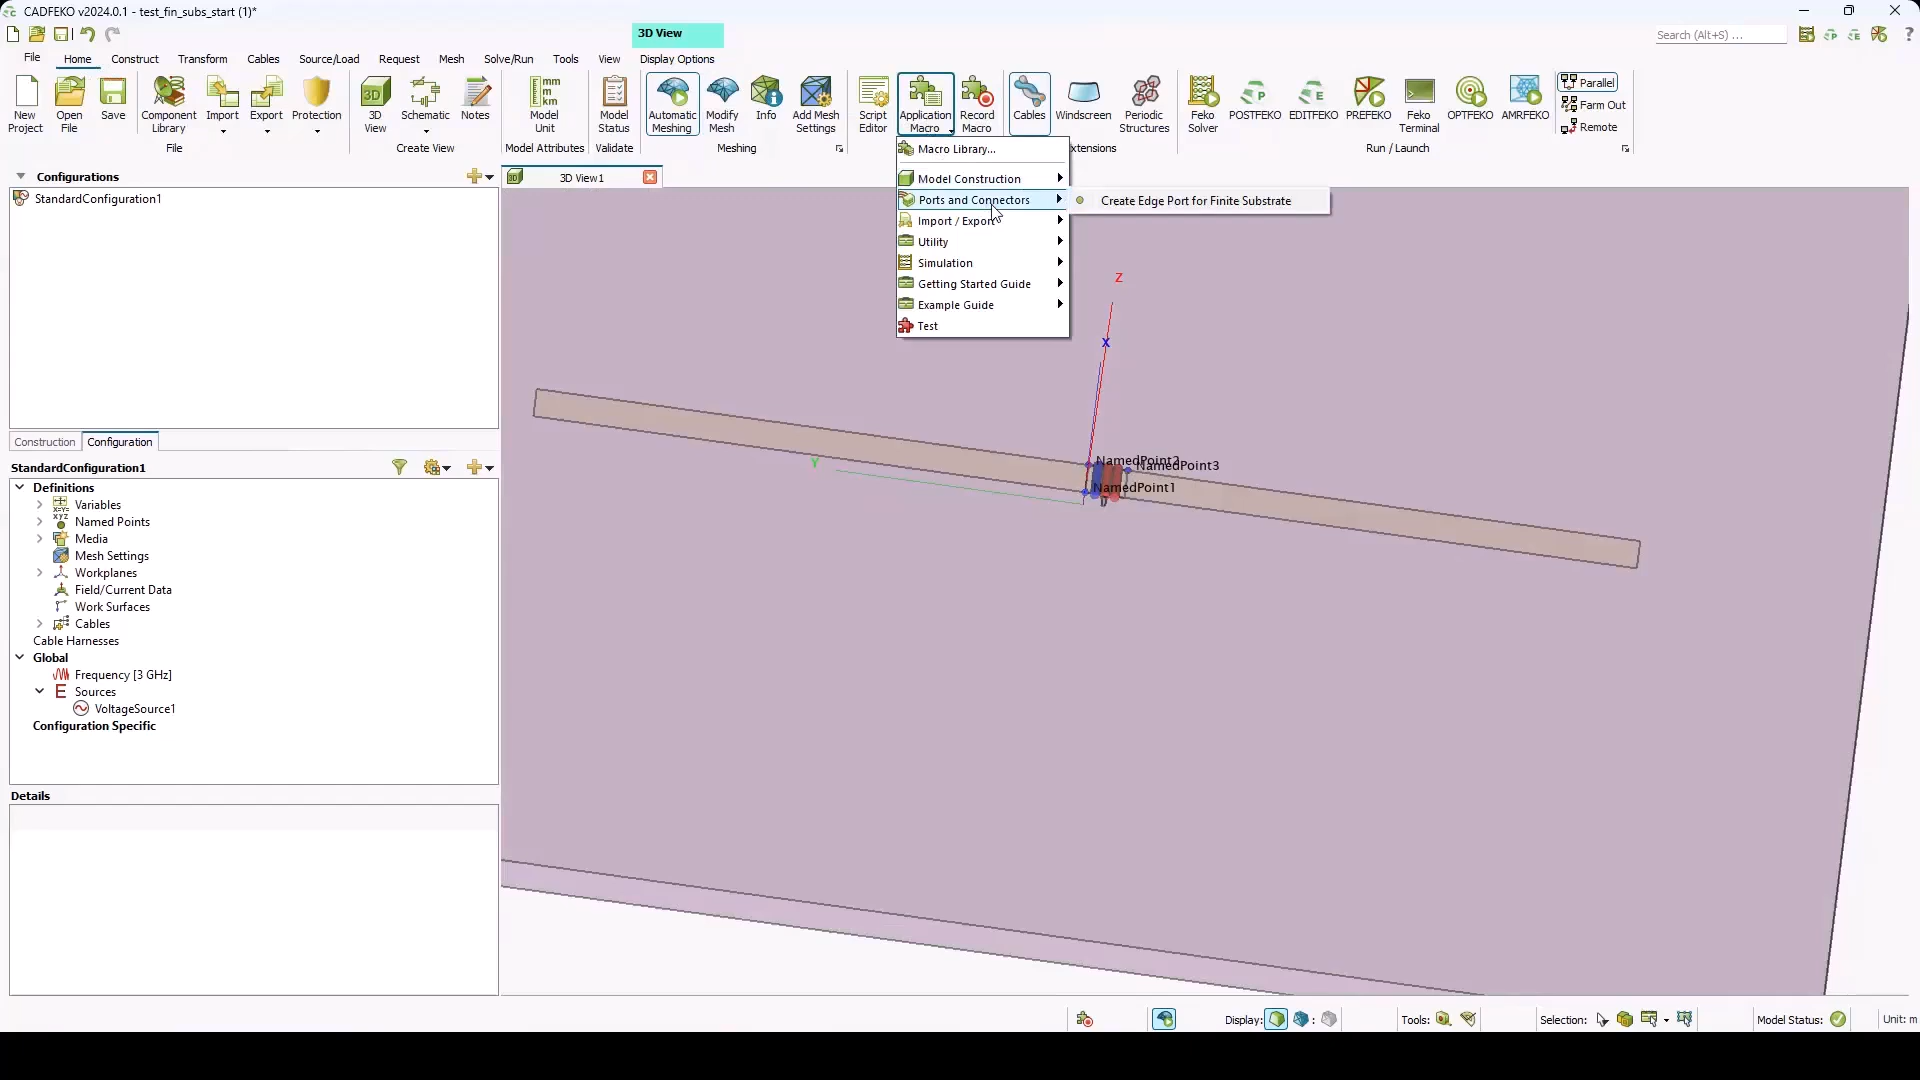 CADFEKO v2024.0.1 - test_fin_subs_start (1)*
3D View
Search (Alt+S) ...
File Home Construct Transform Cables Source/Load Request Mesh Solve/Run Tools View Display Options
New Project
Open File
Save
Component Library
Import
Export
Protection
3D View
Schematic
Notes
Model Unit
Model Status
Automatic Meshing
Modify Mesh
Info
Add Mesh Settings
Script Editor
Application Macro
Record Macro
Cables
Windscreen
Periodic Structures
Feko Solver
POSTFEKO
EDITFEKO
PREFEKO
Feko Terminal
OPTFEKO
AMRFEKO
Parallel
Farm Out
Remote
File
Create View
Model Attributes
Validate
Meshing
xtensions
Run / Launch
Macro Library...
Model Construction
Ports and Connectors
Create Edge Port for Finite Substrate
Import / Export
Utility
Simulation
Getting Started Guide
Example Guide
Test
Configurations
StandardConfiguration1
3D View1
Construction Configuration
StandardConfiguration1
Definitions
Variables
Named Points
Media
Mesh Settings
Workplanes
Field/Current Data
Work Surfaces
Cables
Cable Harnesses
Global
Frequency [3 GHz]
Sources
VoltageSource1
Configuration Specific
Details
Z
X
Y
NamedPoint2
NamedPoint3
NamedPoint1
Display:
Tools:
Selection:
Model Status:
Unit: m